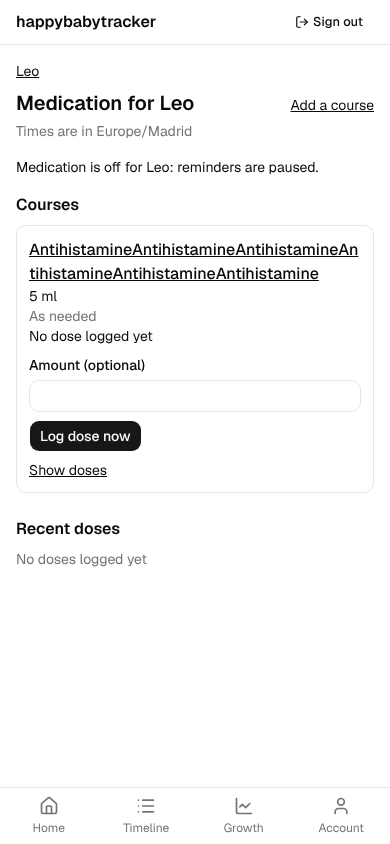 happybabytracker
Sign out
Leo
Medication for Leo
Add a course
Times are in Europe/Madrid
Medication is off for Leo: reminders are paused.
Courses
AntihistamineAntihistamineAntihistamineAn
tihistamineAntihistamineAntihistamine
5 ml
As needed
No dose logged yet
Amount (optional)
Log dose now
Show doses
Recent doses
No doses logged yet
Home
Timeline
Growth
Account